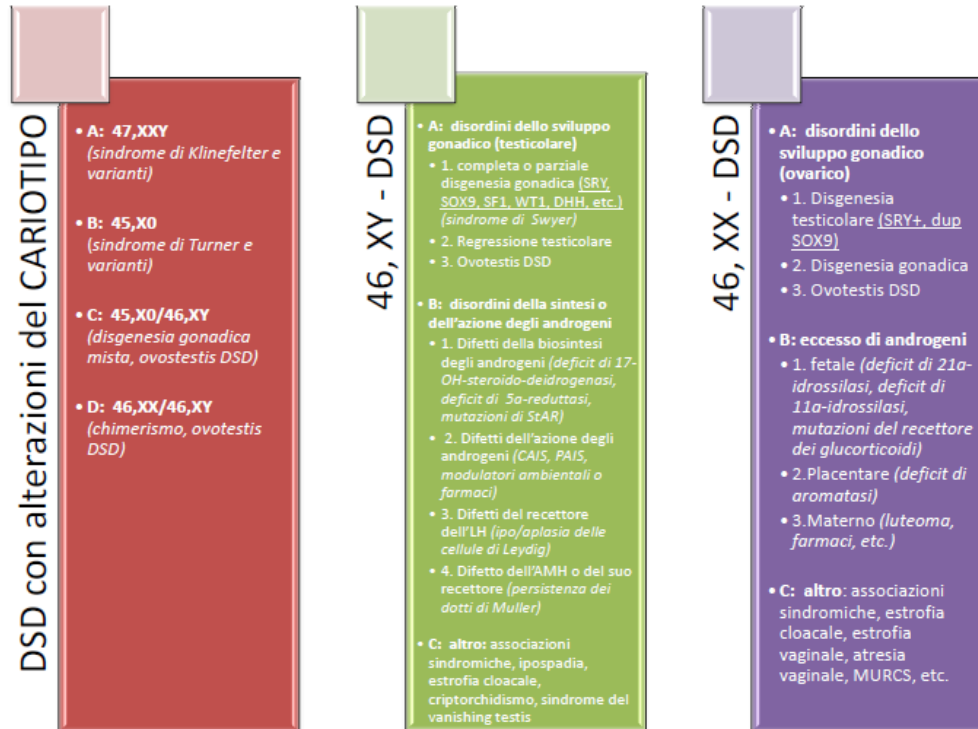 DSD con alterazioni del CARIOTIPO
• A: 47,XXY
(sindrome di Klinefelter e
varianti)
• B: 45,X0
(sindrome di Turner e
varianti)
• C: 45,X0/46,XY
(disgenesia gonadica
mista, ovostestis DSD)
• D: 46,XX/46,XY
(chimerismo, ovotestis
DSD)
46, XY - DSD
• A: disordini dello sviluppo
gonadico (testicolare)
• 1. completa o parziale
disgenesia gonadica (SRY,
SOX9, SF1, WT1, DHH, etc.)
(sindrome di Swyer)
• 2. Regressione testicolare
• 3. Ovotestis DSD
• B: disordini della sintesi o
dell'azione degli androgeni
• 1. Difetti della biosintesi
degli androgeni (deficit di 17-
OH-steroido-deidrogenasi,
deficit di 5α-reduttasi,
mutazioni di StAR)
• 2. Difetti dell'azione degli
androgeni (CAIS, PAIS,
modulatori ambientali o
farmaci)
• 3. Difetti del recettore
dell'LH (ipo/aplasia delle
cellule di Leydig)
• 4. Difetto dell'AMH o del suo
recettore (persistenza dei
dotti di Muller)
• C: altro: associazioni
sindromiche, ipospadia,
estrofia cloacale,
criptorchidismo, sindrome del
vanishing testis
46, XX - DSD
• A: disordini dello
sviluppo gonadico
(ovarico)
• 1. Disgenesia
testicolare (SRY+, dup
SOX9)
• 2. Disgenesia gonadica
• 3. Ovotestis DSD
• B: eccesso di androgeni
• 1. fetale (deficit di 21α-
idrossilasi, deficit di
11α-idrossilasi,
mutazioni del recettore
dei glucorticoidi)
• 2.Placentare (deficit di
aromatasi)
• 3.Materno (luteoma,
farmaci, etc.)
• C: altro: associazioni
sindromiche, estrofia
cloacale, estrofia
vaginale, atresia
vaginale, MURCS, etc.